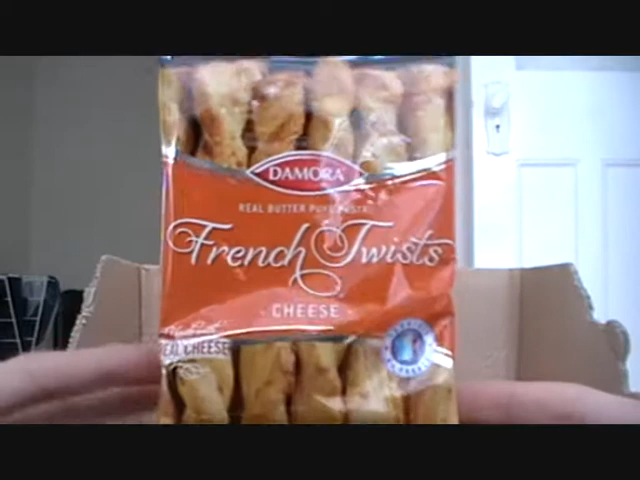 DAMORA
REAL BUTTER PUFF PASTRY
French Twists
CHEESE
REAL CHEESE